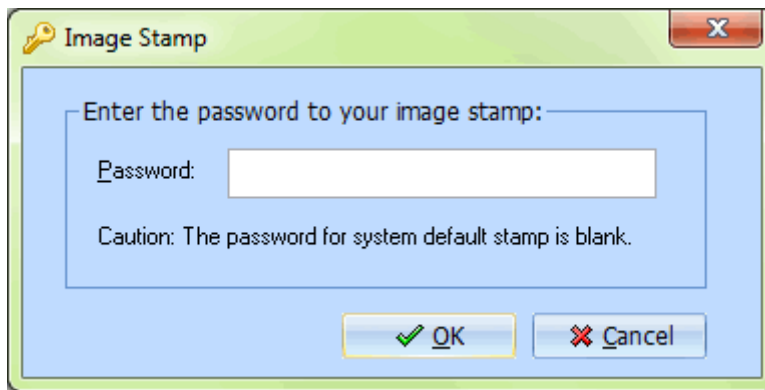 Image Stamp
Enter the password to your image stamp:
Password:
Caution: The password for system default stamp is blank.
OK
Cancel